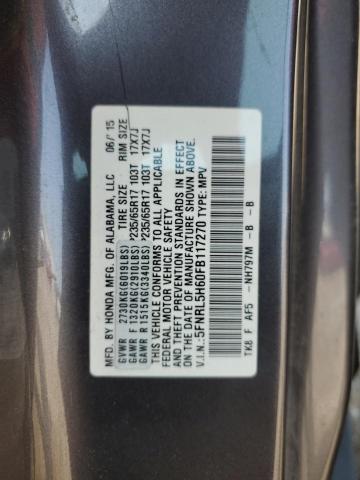 MFD. BY HONDA MFG. OF ALABAMA, LLC 06/ 15
GVWR 2730KG(6019LBS) TIRE SIZE RIM SIZE
GAWR F 1320KG(2910LBS) P235/65R17 103T 17X7J
GAWR R 1515KG(3340LBS) P235/65R17 103T 17X7J
THIS VEHICLE CONFORMS TO ALL APPLICABLE
FEDERAL MOTOR VEHICLE SAFETY
AND THEFT PREVENTION STANDARDS IN EFFECT
ON THE DATE OF MANUFACTURE SHOWN ABOVE.
V.I.N.: 5FNRL5H60FB117270 TYPE: MPV
TK8 F AF5 -NH797M -B -B